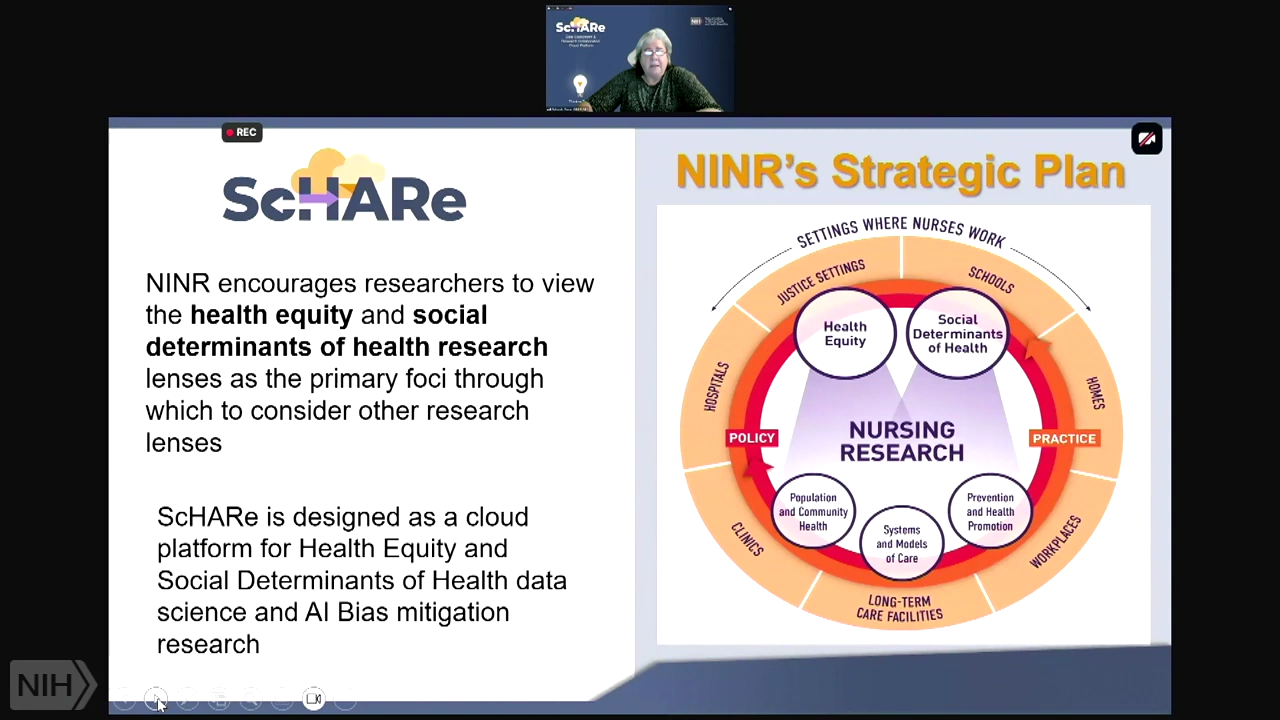 ScHARe
NIH
REC
ScHARe
NINR encourages researchers to view
the health equity and social
determinants of health research
lenses as the primary foci through
which to consider other research
lenses
ScHARe is designed as a cloud
platform for Health Equity and
Social Determinants of Health data
science and AI Bias mitigation
research
NINR's Strategic Plan
SETTINGS WHERE NURSES WORK
JUSTICE SETTINGS
SCHOOLS
HOSPITALS
HOMES
Health
Equity
Social
Determinants
of Health
NURSING
RESEARCH
POLICY
PRACTICE
Population
and Community
Health
Systems
and Models
of Care
Prevention
and Health
Promotion
CLINICS
WORKPLACES
LONG-TERM
CARE FACILITIES
NIH